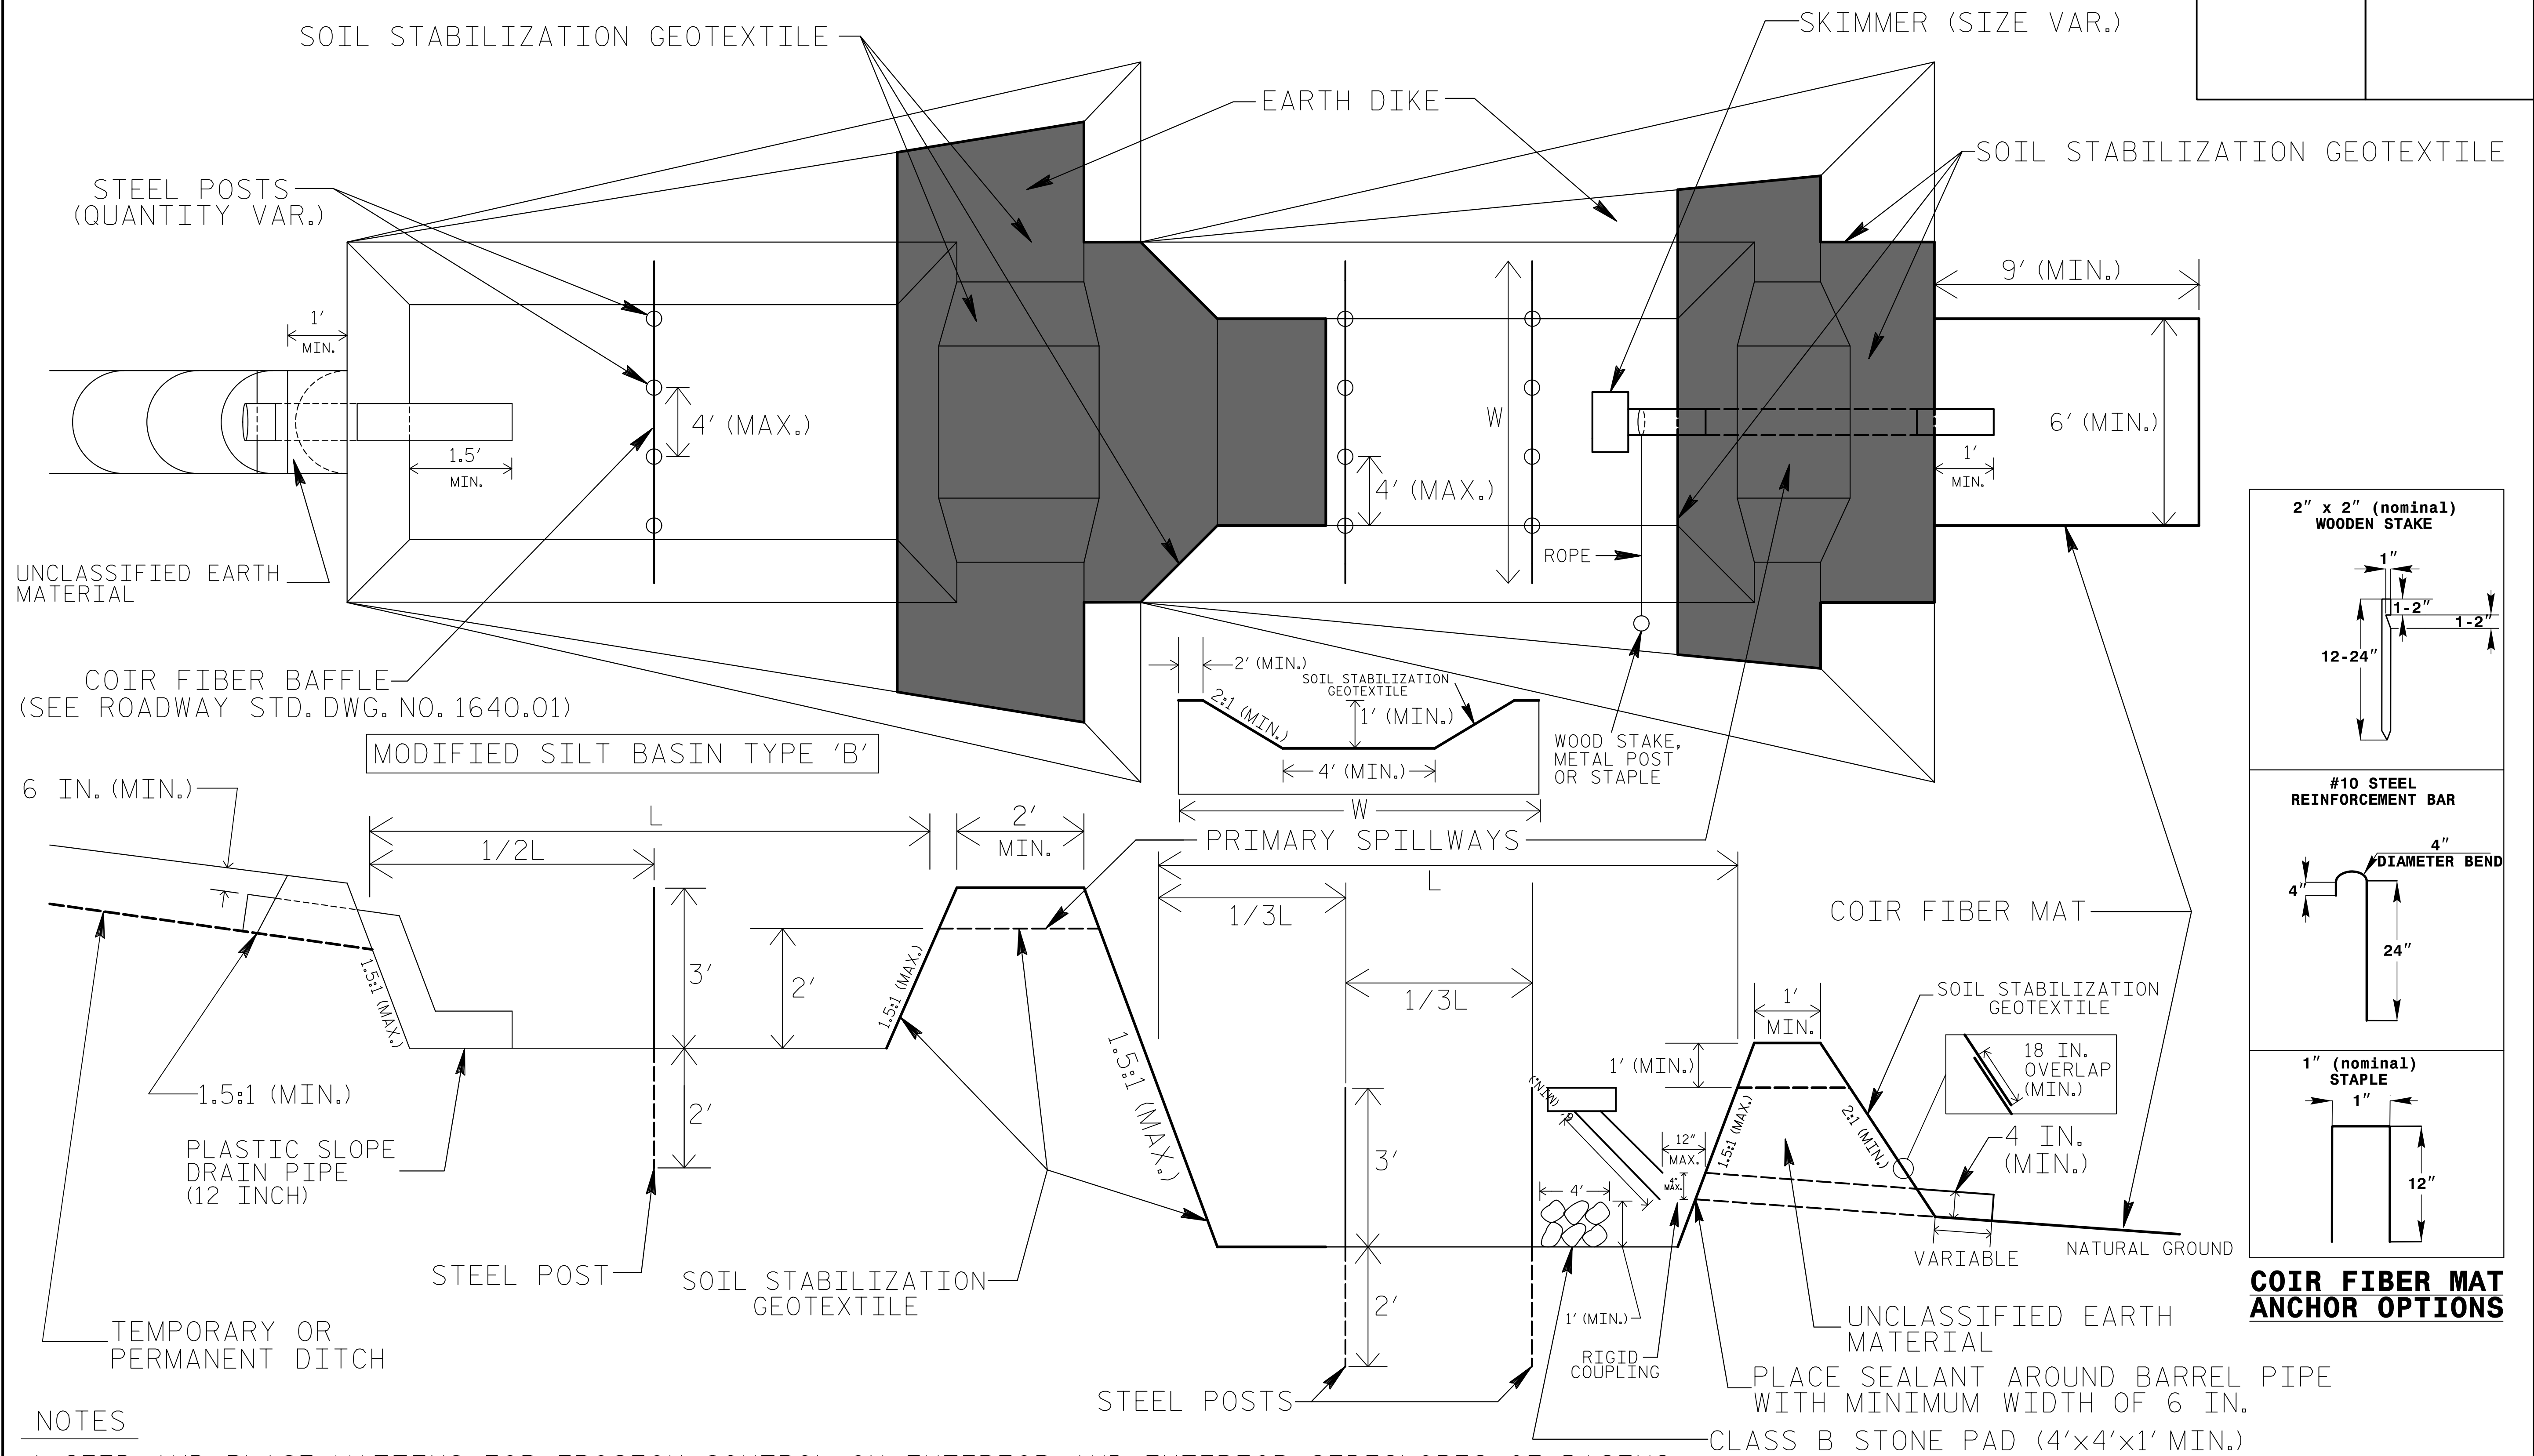 SOIL STABILIZATION GEOTEXTILE
SKIMMER (SIZE VAR.)
EARTH DIKE
SOIL STABILIZATION GEOTEXTILE
STEEL POSTS
(QUANTITY VAR.)
1'
MIN.
4' (MAX.)
1.5'
MIN.
W
4' (MAX.)
9' (MIN.)
6' (MIN.)
1'
MIN.
ROPE
UNCLASSIFIED EARTH
MATERIAL
COIR FIBER BAFFLE
(SEE ROADWAY STD. DWG. NO. 1640.01)
MODIFIED SILT BASIN TYPE 'B'
2' (MIN.)
SOIL STABILIZATION
GEOTEXTILE
2:1 (MIN.)
1' (MIN.)
4' (MIN.)
W
WOOD STAKE,
METAL POST
OR STAPLE
2" x 2" (nominal)
WOODEN STAKE
1"
1-2"
1-2"
12-24"
#10 STEEL
REINFORCEMENT BAR
4"
DIAMETER BEND
4"
24"
1" (nominal)
STAPLE
1"
12"
COIR FIBER MAT
ANCHOR OPTIONS
6 IN. (MIN.)
L
1/2L
2'
MIN.
PRIMARY SPILLWAYS
L
1/3L
1/3L
COIR FIBER MAT
1.5:1 (MAX.)
3'
2'
2'
1.5:1 (MAX.)
1.5:1 (MAX.)
1.5:1 (MIN.)
PLASTIC SLOPE
DRAIN PIPE
(12 INCH)
STEEL POST
SOIL STABILIZATION
GEOTEXTILE
TEMPORARY OR
PERMANENT DITCH
3'
2'
STEEL POSTS
6' (MIN.)
4'
12"
MAX.
4"
MAX.
1' (MIN.)
1'
MIN.
1' (MIN.)
1.5:1 (MAX.)
2:1 (MIN.)
SOIL STABILIZATION
GEOTEXTILE
18 IN.
OVERLAP
(MIN.)
4 IN.
(MIN.)
VARIABLE
NATURAL GROUND
RIGID
COUPLING
UNCLASSIFIED EARTH
MATERIAL
PLACE SEALANT AROUND BARREL PIPE
WITH MINIMUM WIDTH OF 6 IN.
CLASS B STONE PAD (4'x4'x1' MIN.)
NOTES